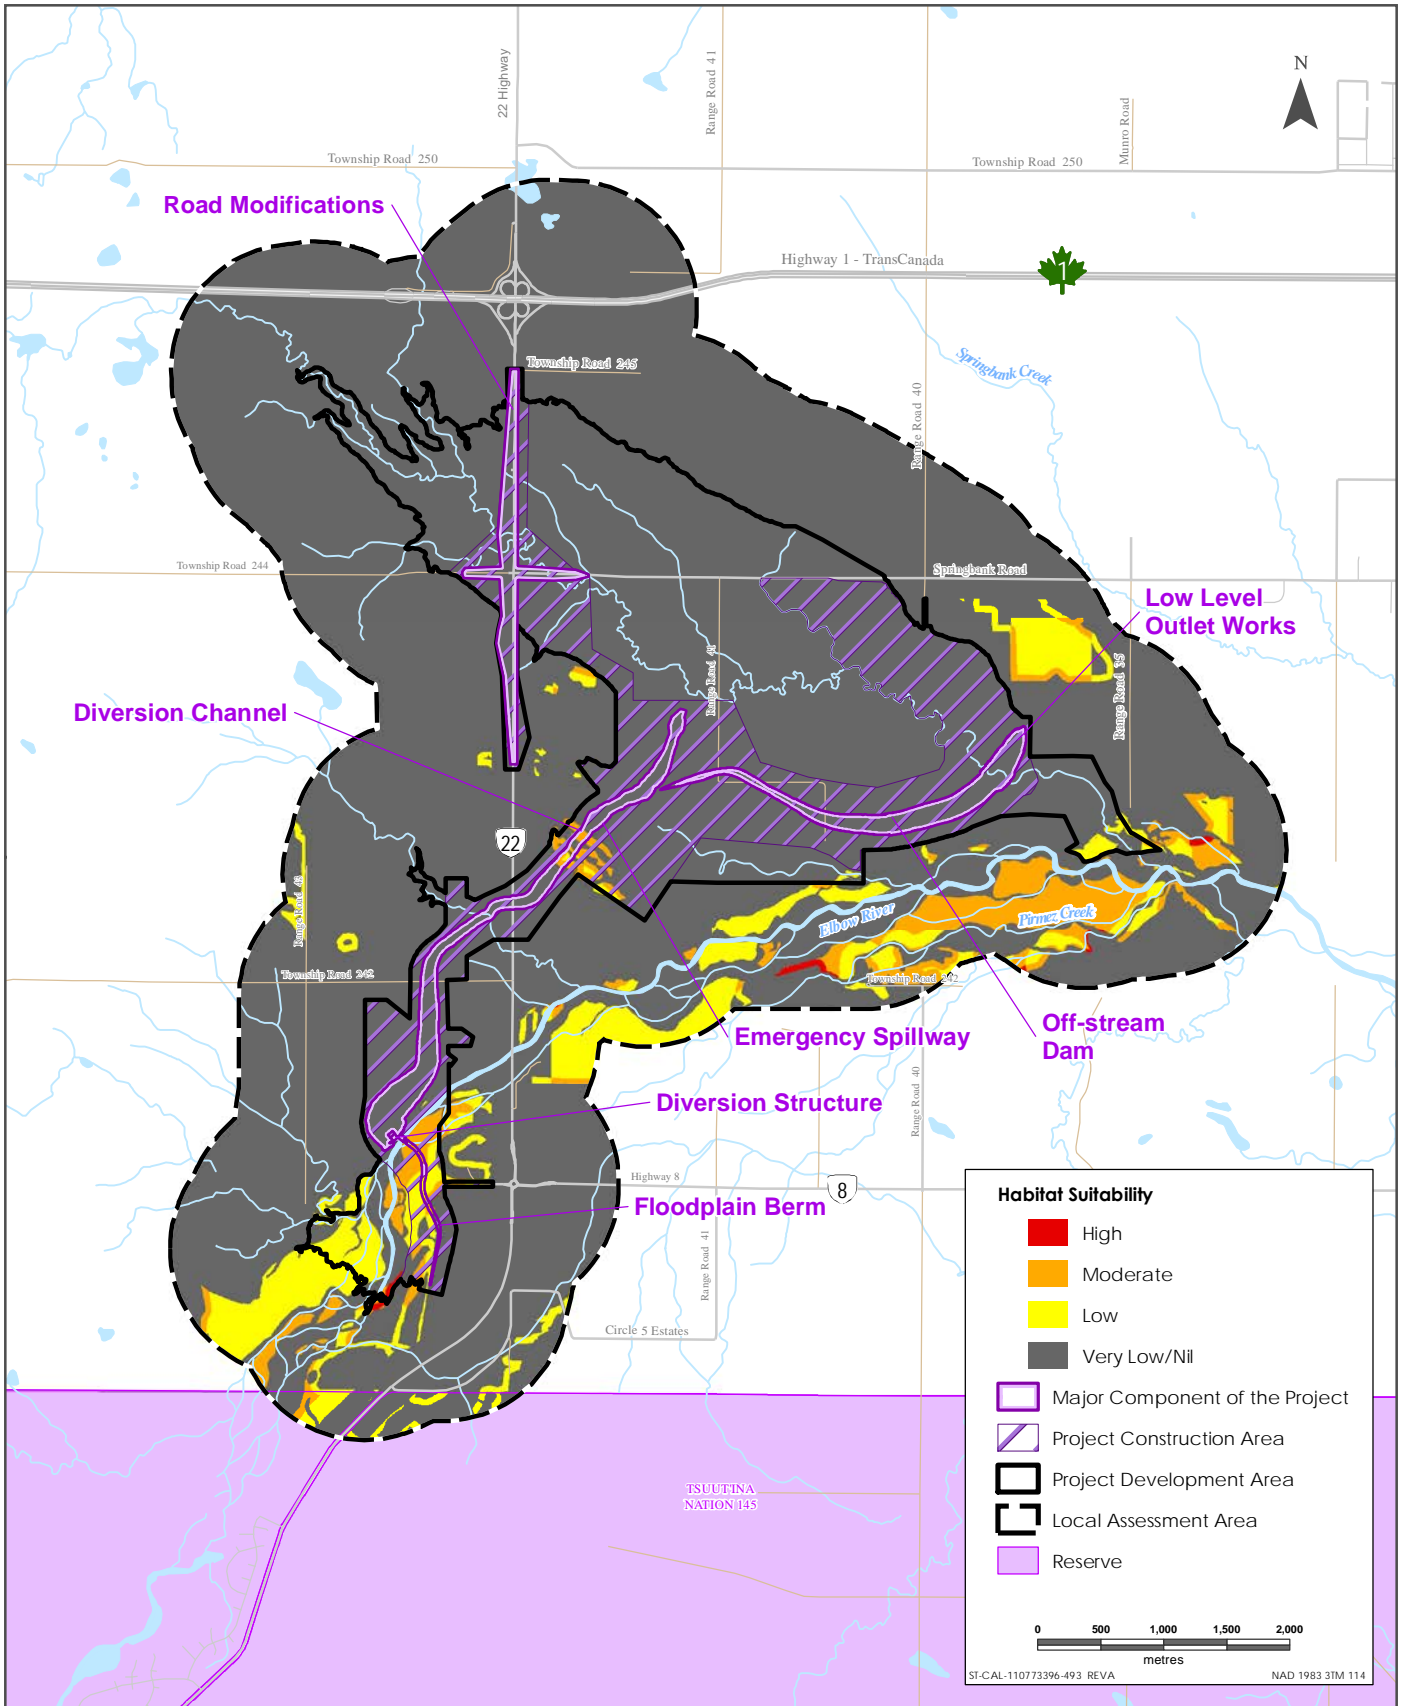 22 Highway
Range Road 41
Munro Road
N
Township Road 250
Township Road 250
Road Modifications
Highway 1 - TransCanada
1
Township Road 245
Springbank Creek
Range Road 40
Township Road 244
Springbank Road
Low Level
Outlet Works
Range Road 41
Range Road 35
Diversion Channel
22
Range Road 43
Elbow River
Pirmez Creek
Township Road 242
Township Road 242
Emergency Spillway
Off-stream
Dam
Diversion Structure
Range Road 40
Highway 8
8
Floodplain Berm
Range Road 41
Circle 5 Estates
TSUUT'INA
NATION 145
Habitat Suitability
High
Moderate
Low
Very Low/Nil
Major Component of the Project
Project Construction Area
Project Development Area
Local Assessment Area
Reserve
0 500 1,000 1,500 2,000
metres
ST-CAL-110773396-493 REVA
NAD 1983 3TM 114